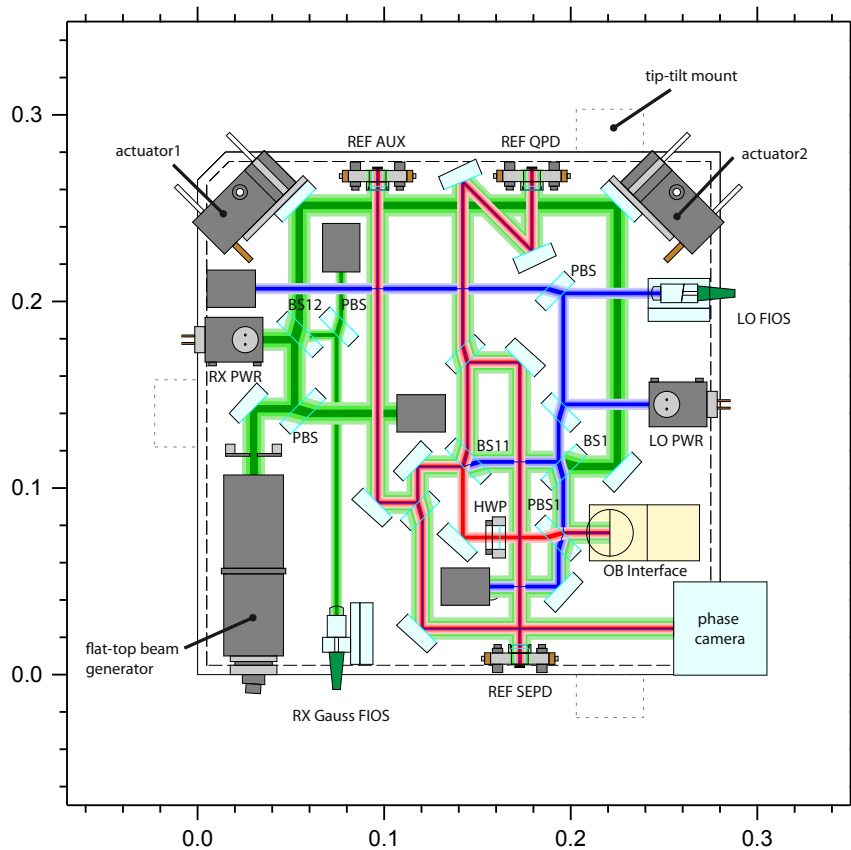 tip-tilt mount
0.3
actuator1
REF AUX
REF QPD
actuator2
PBS
0.2
BS12
PBS
LO FIOS
RX PWR
PBS
LO PWR
BS11
BS1
0.1
HWP
PBS1
OB Interface
phase
camera
flat-top beam
generator
0.0
REF SEPD
RX Gauss FIOS
0.0
0.1
0.2
0.3